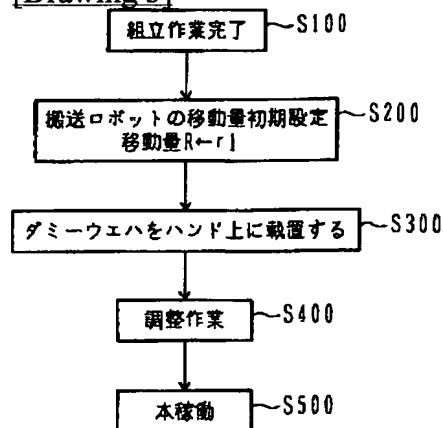 [Drawing 3]
組立作業完了 ~S100
搬送ロボットの移動量初期設定 ~S200
移動量R←r1
ダミーウエハをハンド上に載置する ~S300
調整作業 ~S400
本稼動 ~S500